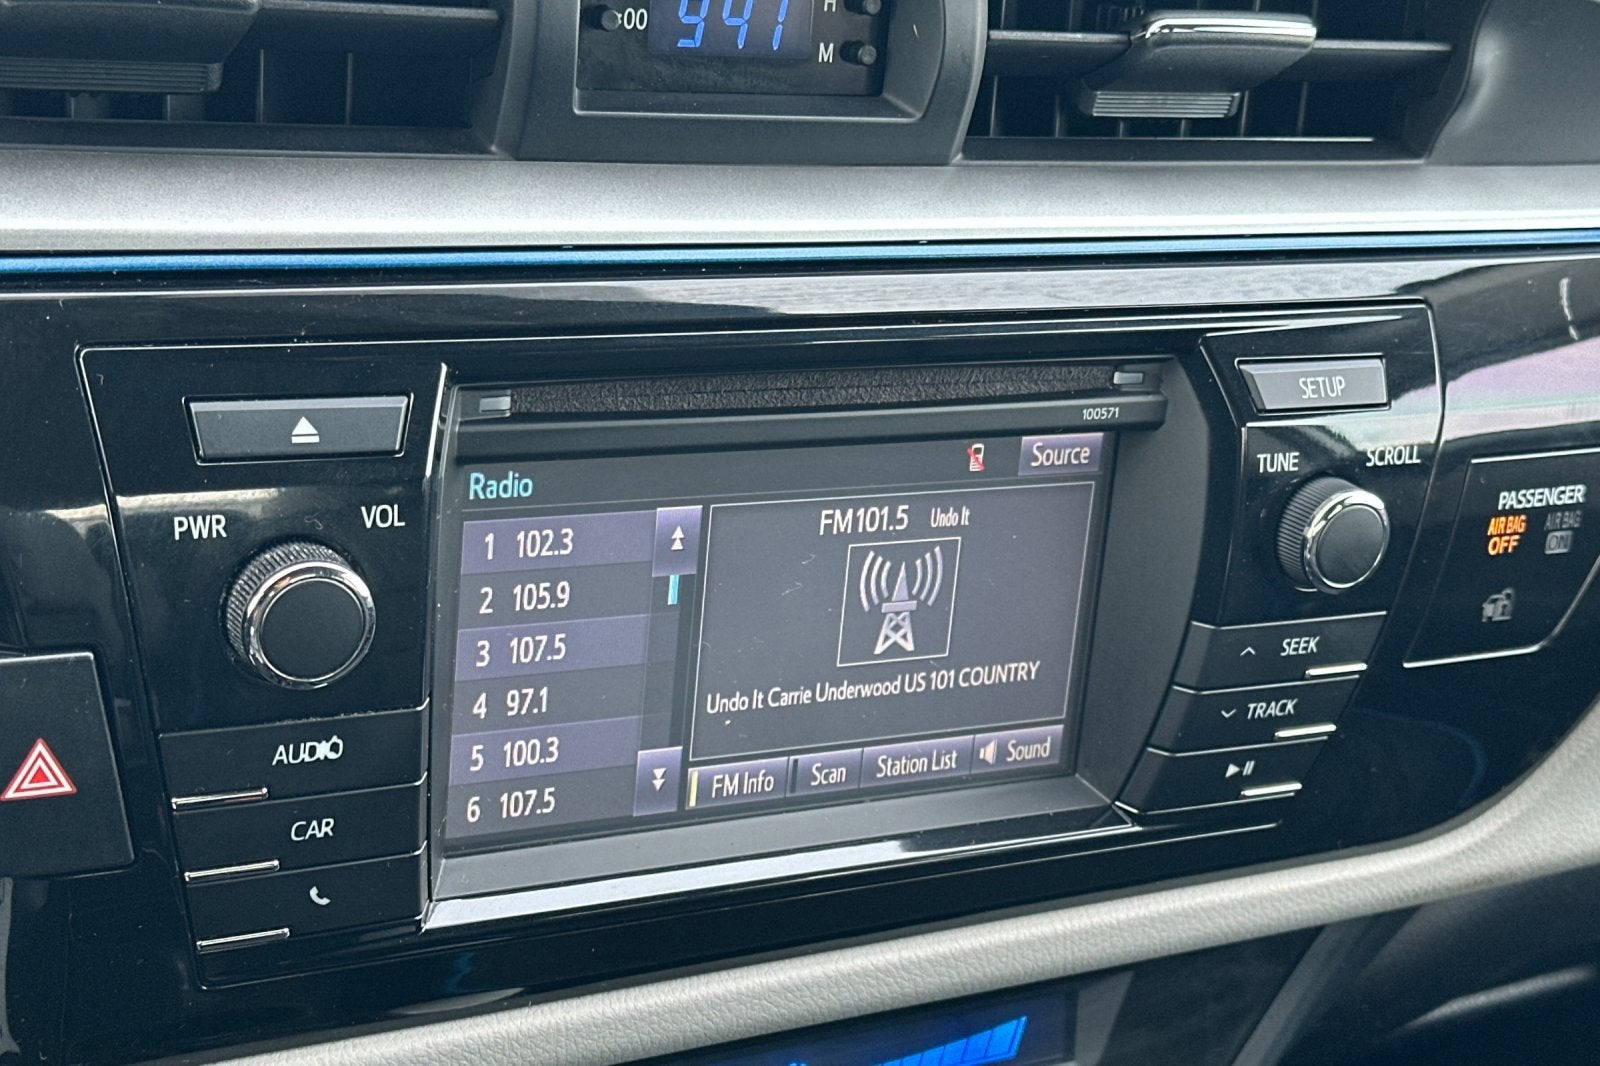 :00
941
H
M
100571
SETUP
TUNE
SCROLL
PWR
VOL
Radio
Source
1 102.3
2 105.9
3 107.5
4 97.1
5 100.3
6 107.5
FM101.5 Undo It
Undo It Carrie Underwood US 101 COUNTRY
FM Info
Scan
Station List
Sound
AUDIO
CAR
SEEK
TRACK
PASSENGER
AIR BAG
OFF
AIR BAG
ON